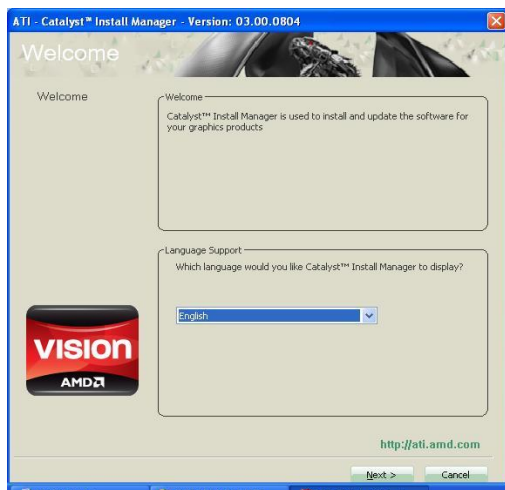 ATI - Catalyst™ Install Manager - Version: 03.00.0804
Welcome
Welcome
Welcome
Catalyst™ Install Manager is used to install and update the software for
your graphics products
Language Support
Which language would you like Catalyst™ Install Manager to display?
English
VISION
AMD
http://ati.amd.com
Next >
Cancel